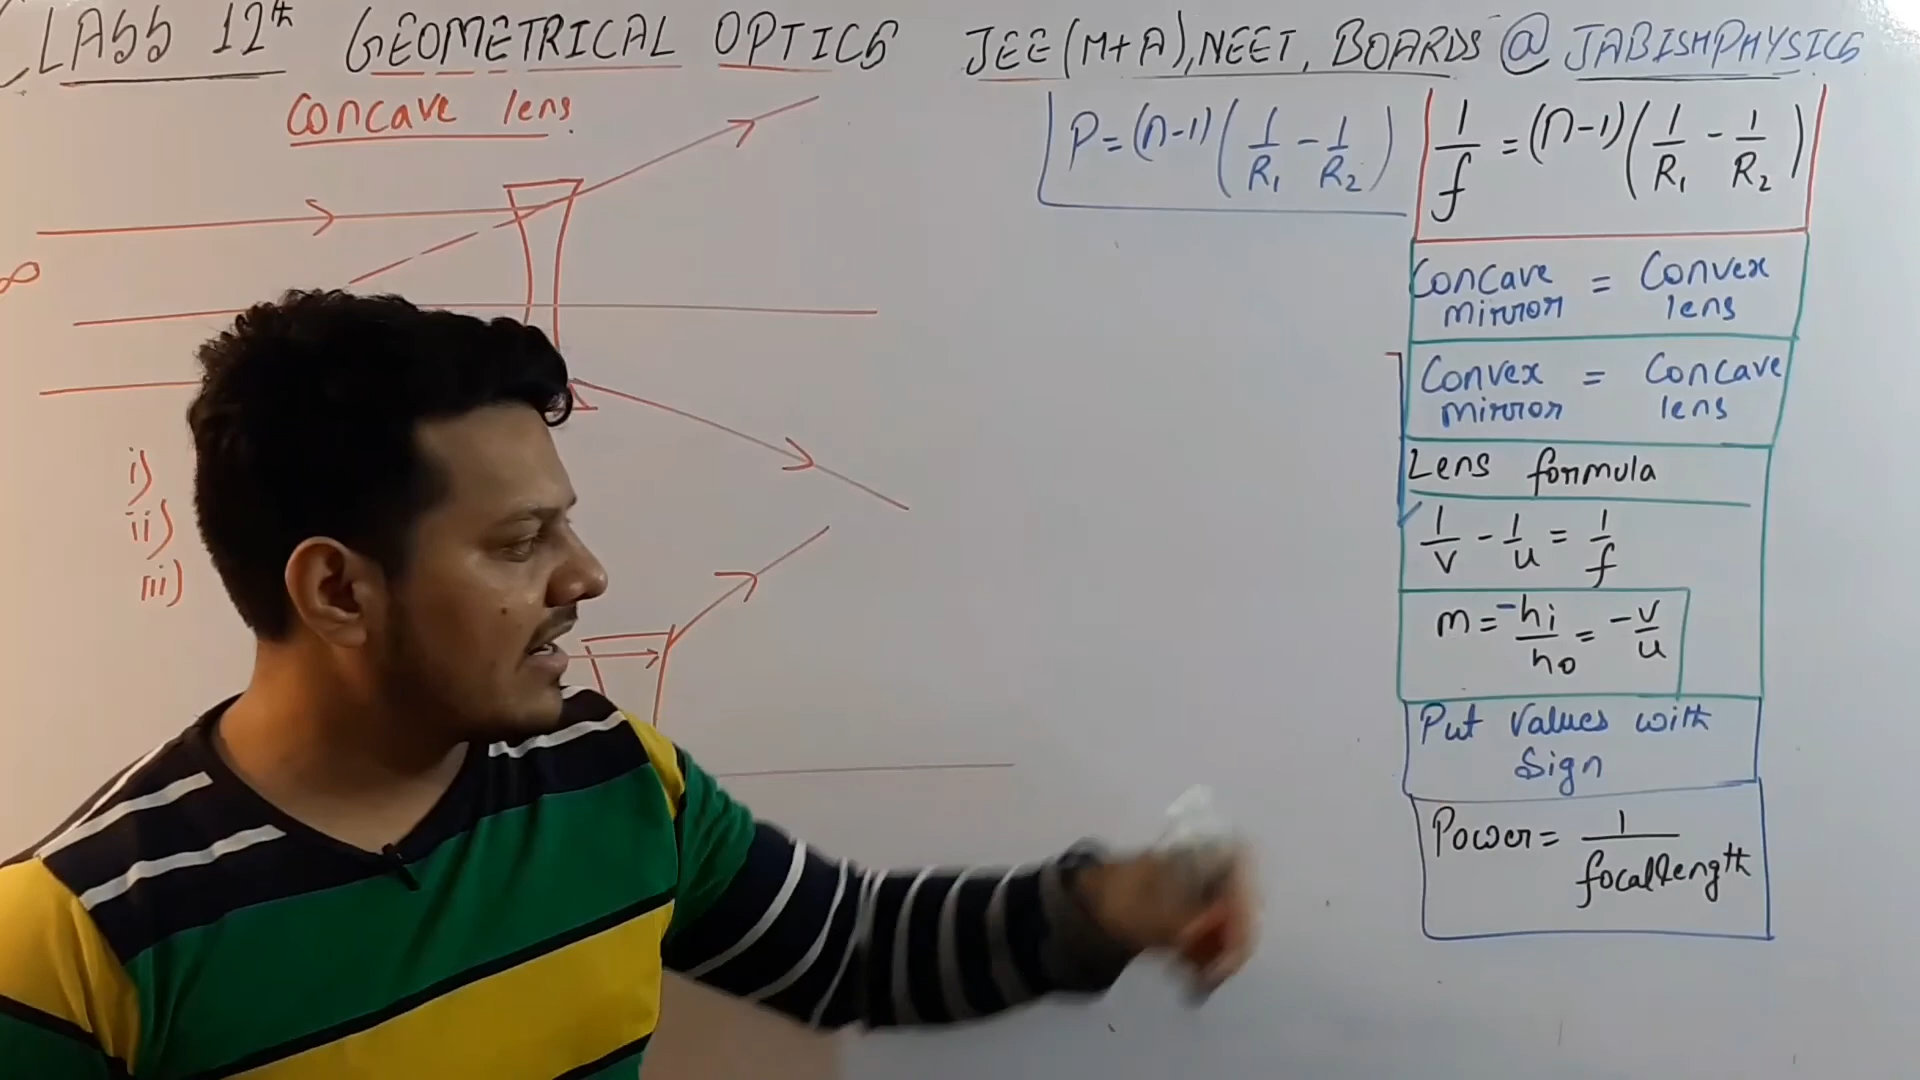 CLASS 12th GEOMETRICAL OPTICS JEE(M+A), NEET, BOARDS @ JABISHPHYSICS
Concave lens.
∞
i)
ii)
iii)
P=(n-1)(1/R₁ - 1/R₂)
1/f = (n-1)(1/R₁ - 1/R₂)
Concave mirror = Convex lens
Convex mirror = Concave lens
Lens formula
1/v - 1/u = 1/f
m = -hi/ho = -v/u
Put values with
Sign
Power = 1/focal length